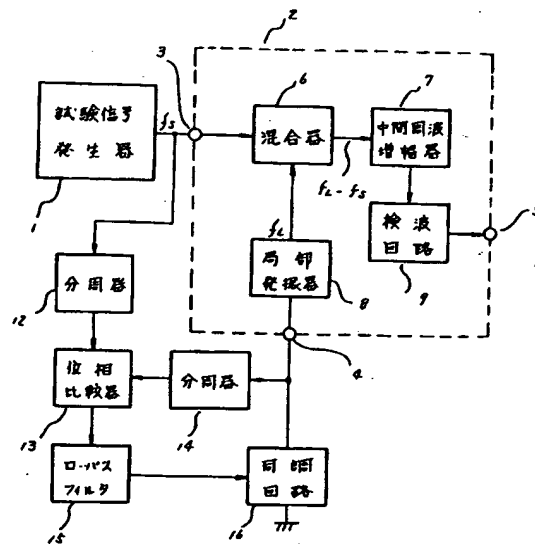 2
3
6
7
試験信号
発生器
fs
混合器
中間周波
増幅器
1
fL-fs
5
fL
検波
回路
局部
発振器
8
9
分周器
12
4
位相
比較器
分周器
13
14
ローパス
フィルタ
同調
回路
15
16